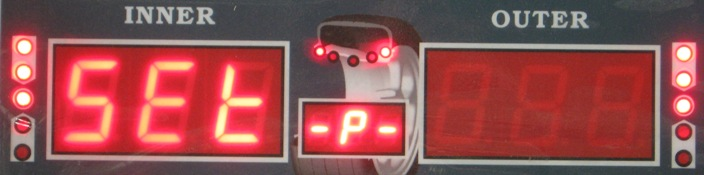 INNER
OUTER
SEt
-P-